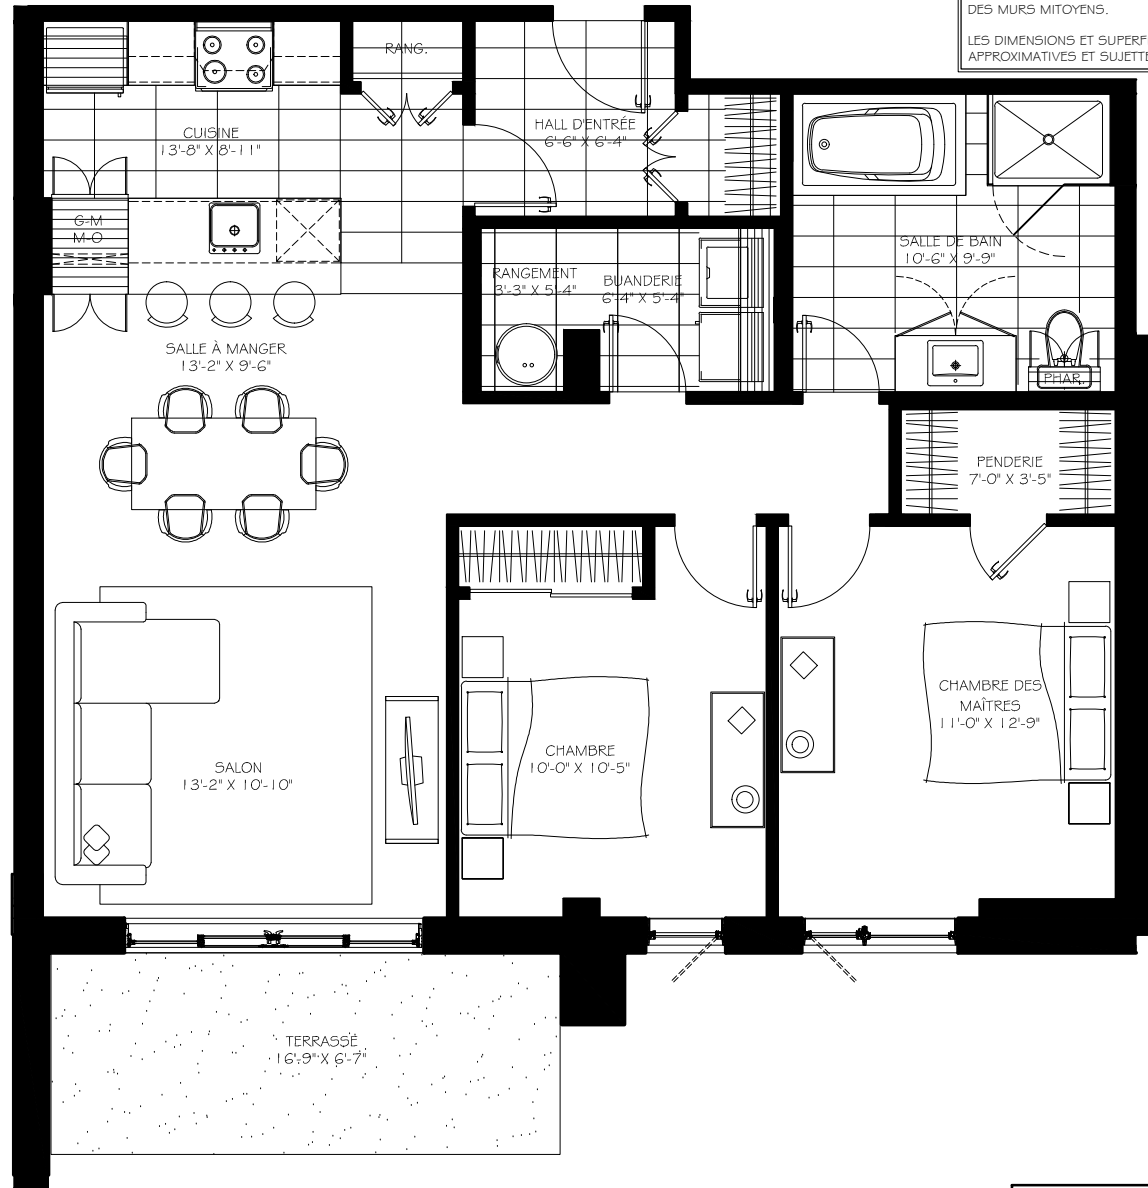 DES MURS MITOYENS.
LES DIMENSIONS ET
APPROXIMATIVES ET
RANG.
CUISINE
13'-8" X 8'-11"
HALL D'ENTRÉE
6'-6" X 6'-4"
G-M
M-O
SALLE DE BAIN
10'-6" X 9'-9"
RANGEMENT
3'-3" X 5'-4"
BUANDERIE
6'-4" X 5'-4"
SALLE À MANGER
13'-2" X 9'-6"
PHAR.
PENDERIE
7'-0" X 3'-5"
CHAMBRE DES
MAÎTRES
11'-0" X 12'-9"
CHAMBRE
10'-0" X 10'-5"
SALON
13'-2" X 10'-10"
TERRASSE
16'-9" X 6'-7"